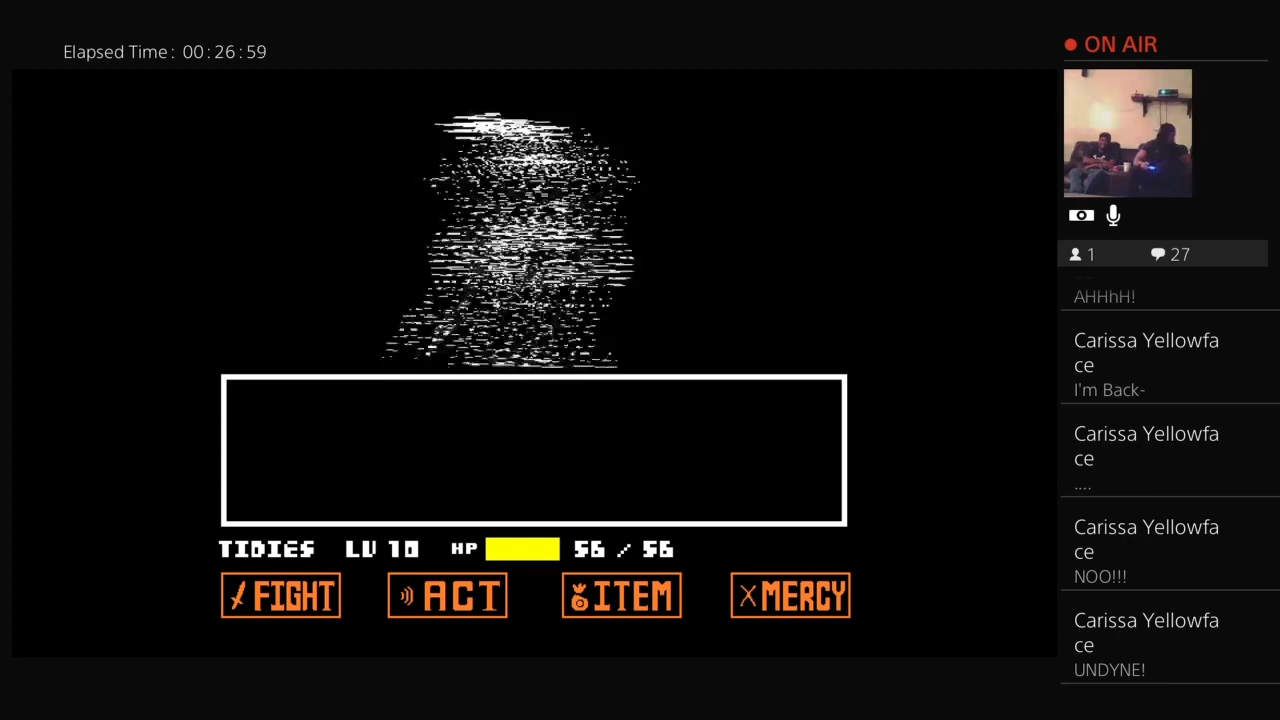 Elapsed Time: 00:26:59
ON AIR
1 27
AHHhH!
Carissa Yellowfa
ce
I'm Back-
Carissa Yellowfa
ce
....
Carissa Yellowfa
ce
NOO!!!
Carissa Yellowfa
ce
UNDYNE!
TIDIES LV 10 HP 56 / 56
FIGHT ACT ITEM MERCY